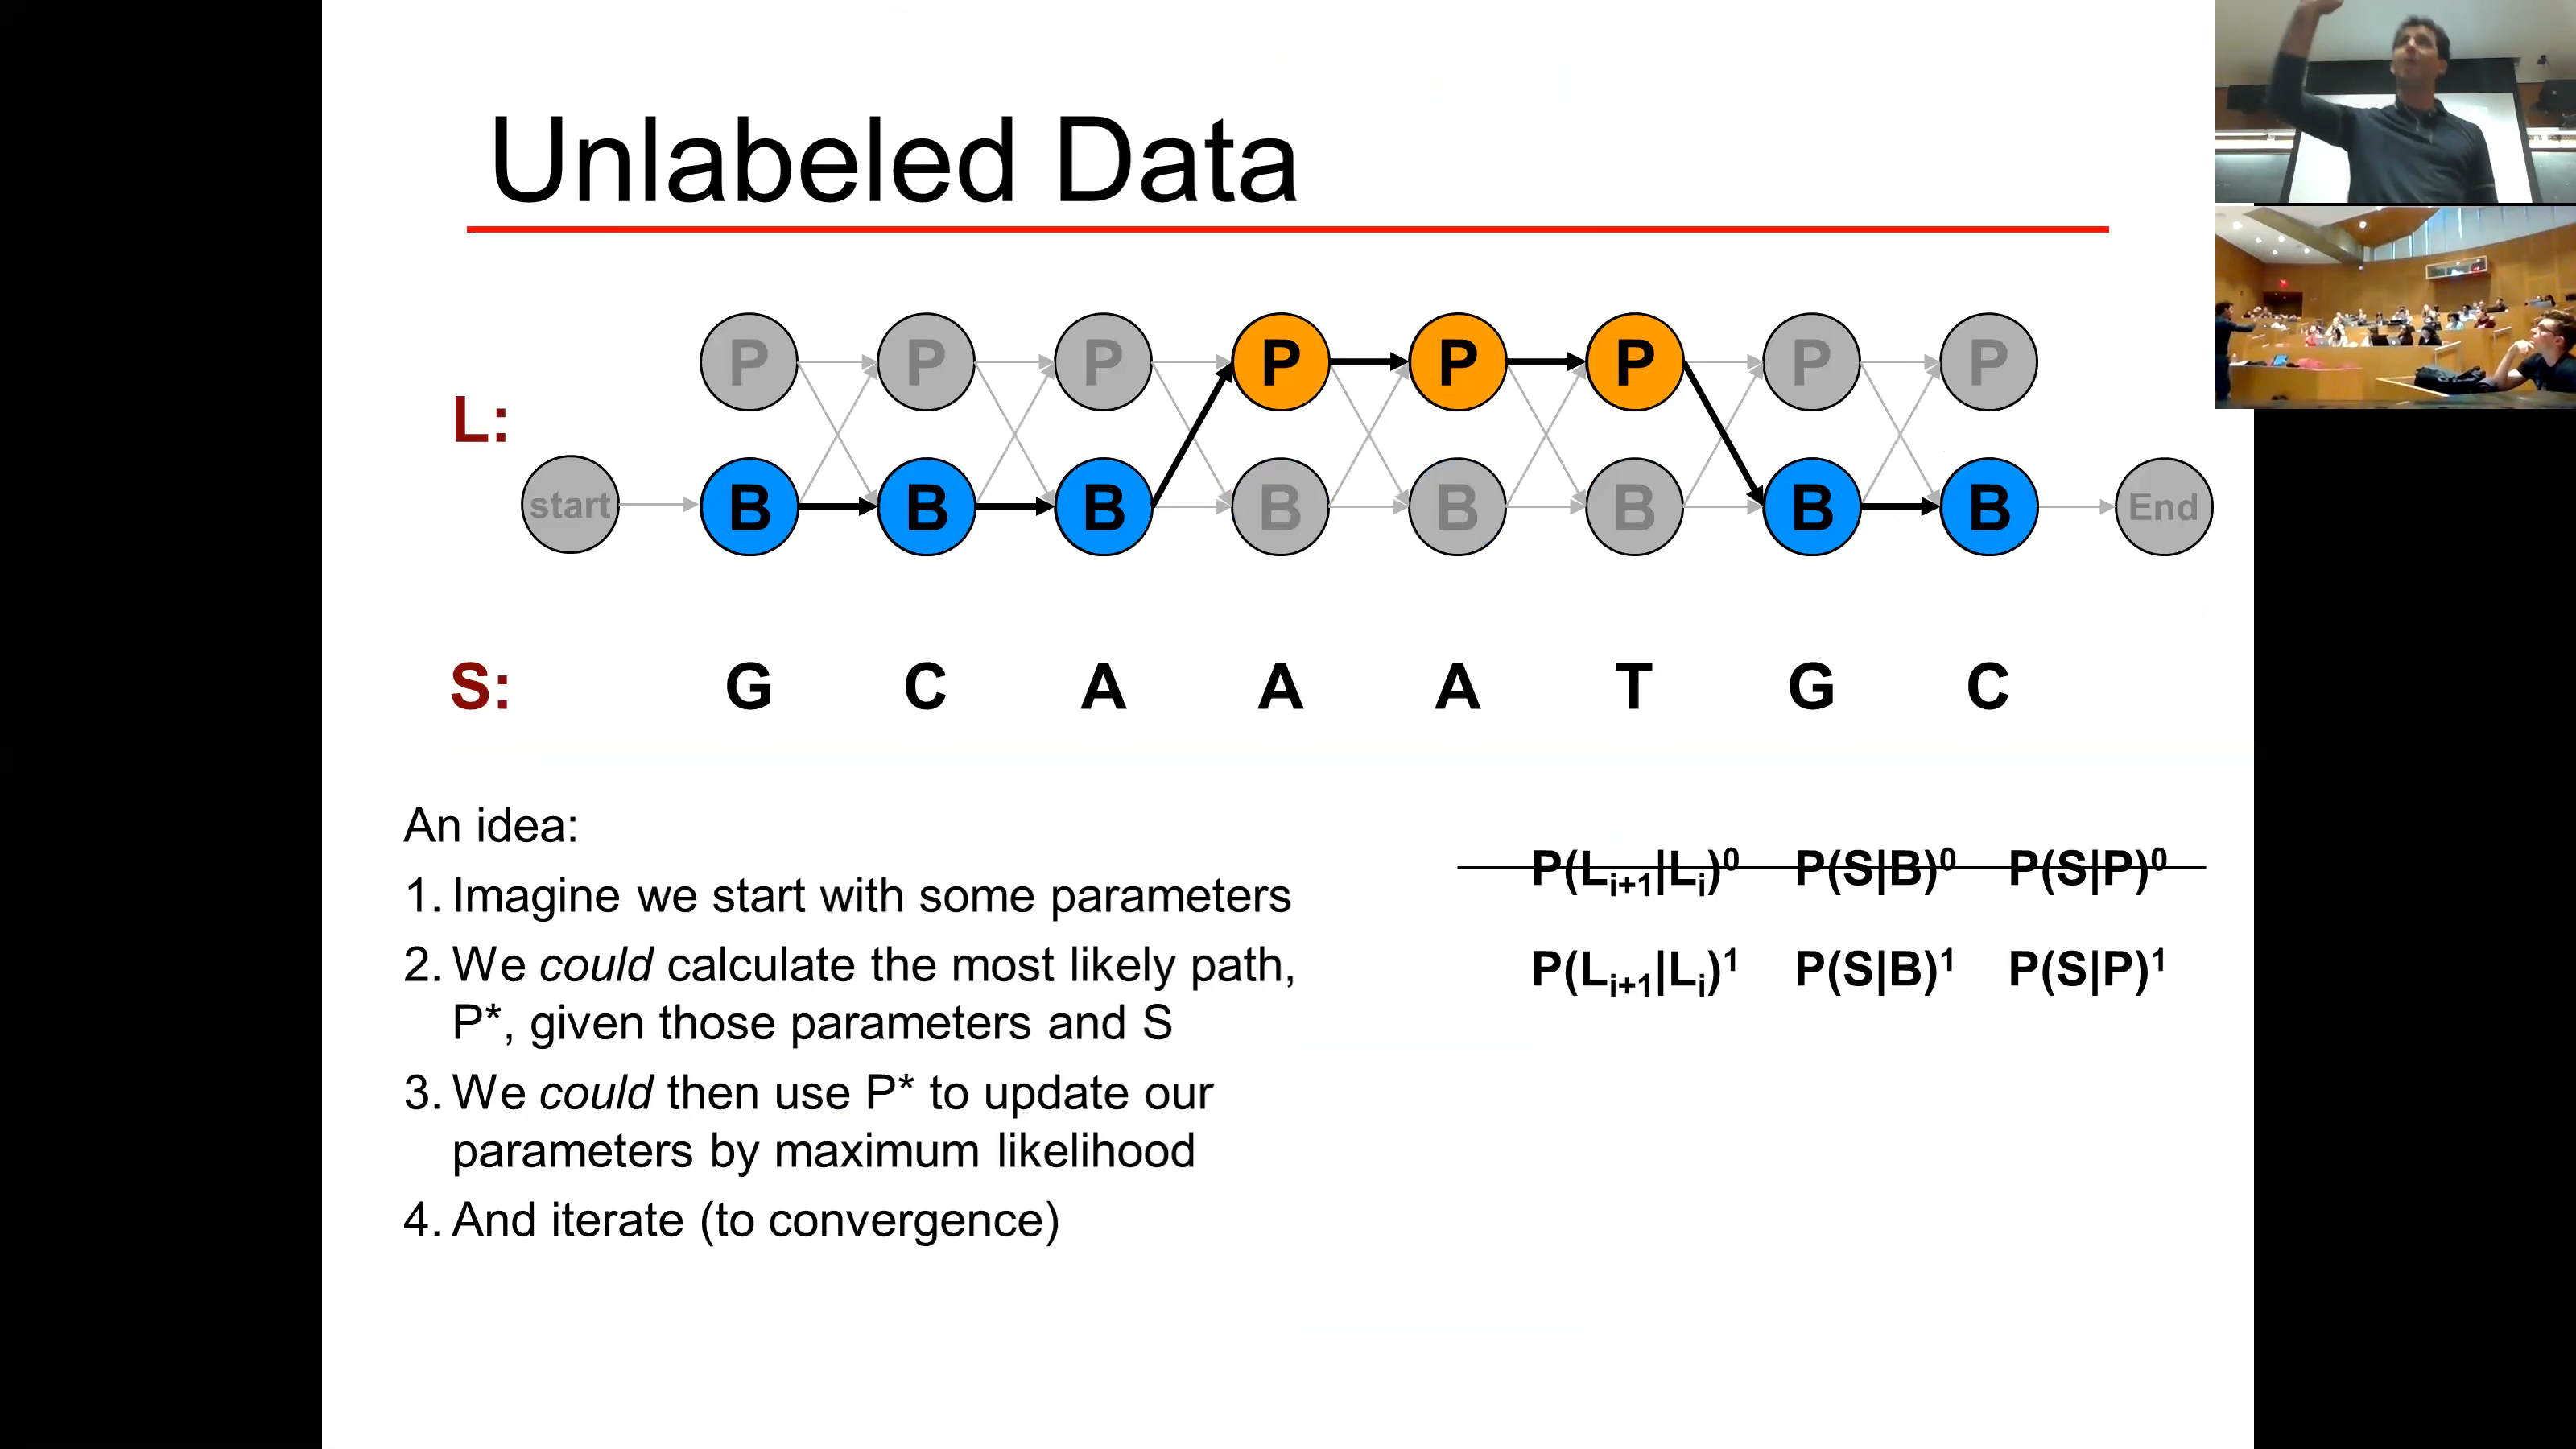 Unlabeled Data
L:
P P P P P P P P
start B B B B B B B B End
S: G C A A A T G C
An idea:
1. Imagine we start with some parameters
2. We could calculate the most likely path,
P*, given those parameters and S
3. We could then use P* to update our
parameters by maximum likelihood
4. And iterate (to convergence)
P(Lᵢ₊₁|Lᵢ)⁰ P(S|B)⁰ P(S|P)⁰
P(Lᵢ₊₁|Lᵢ)¹ P(S|B)¹ P(S|P)¹